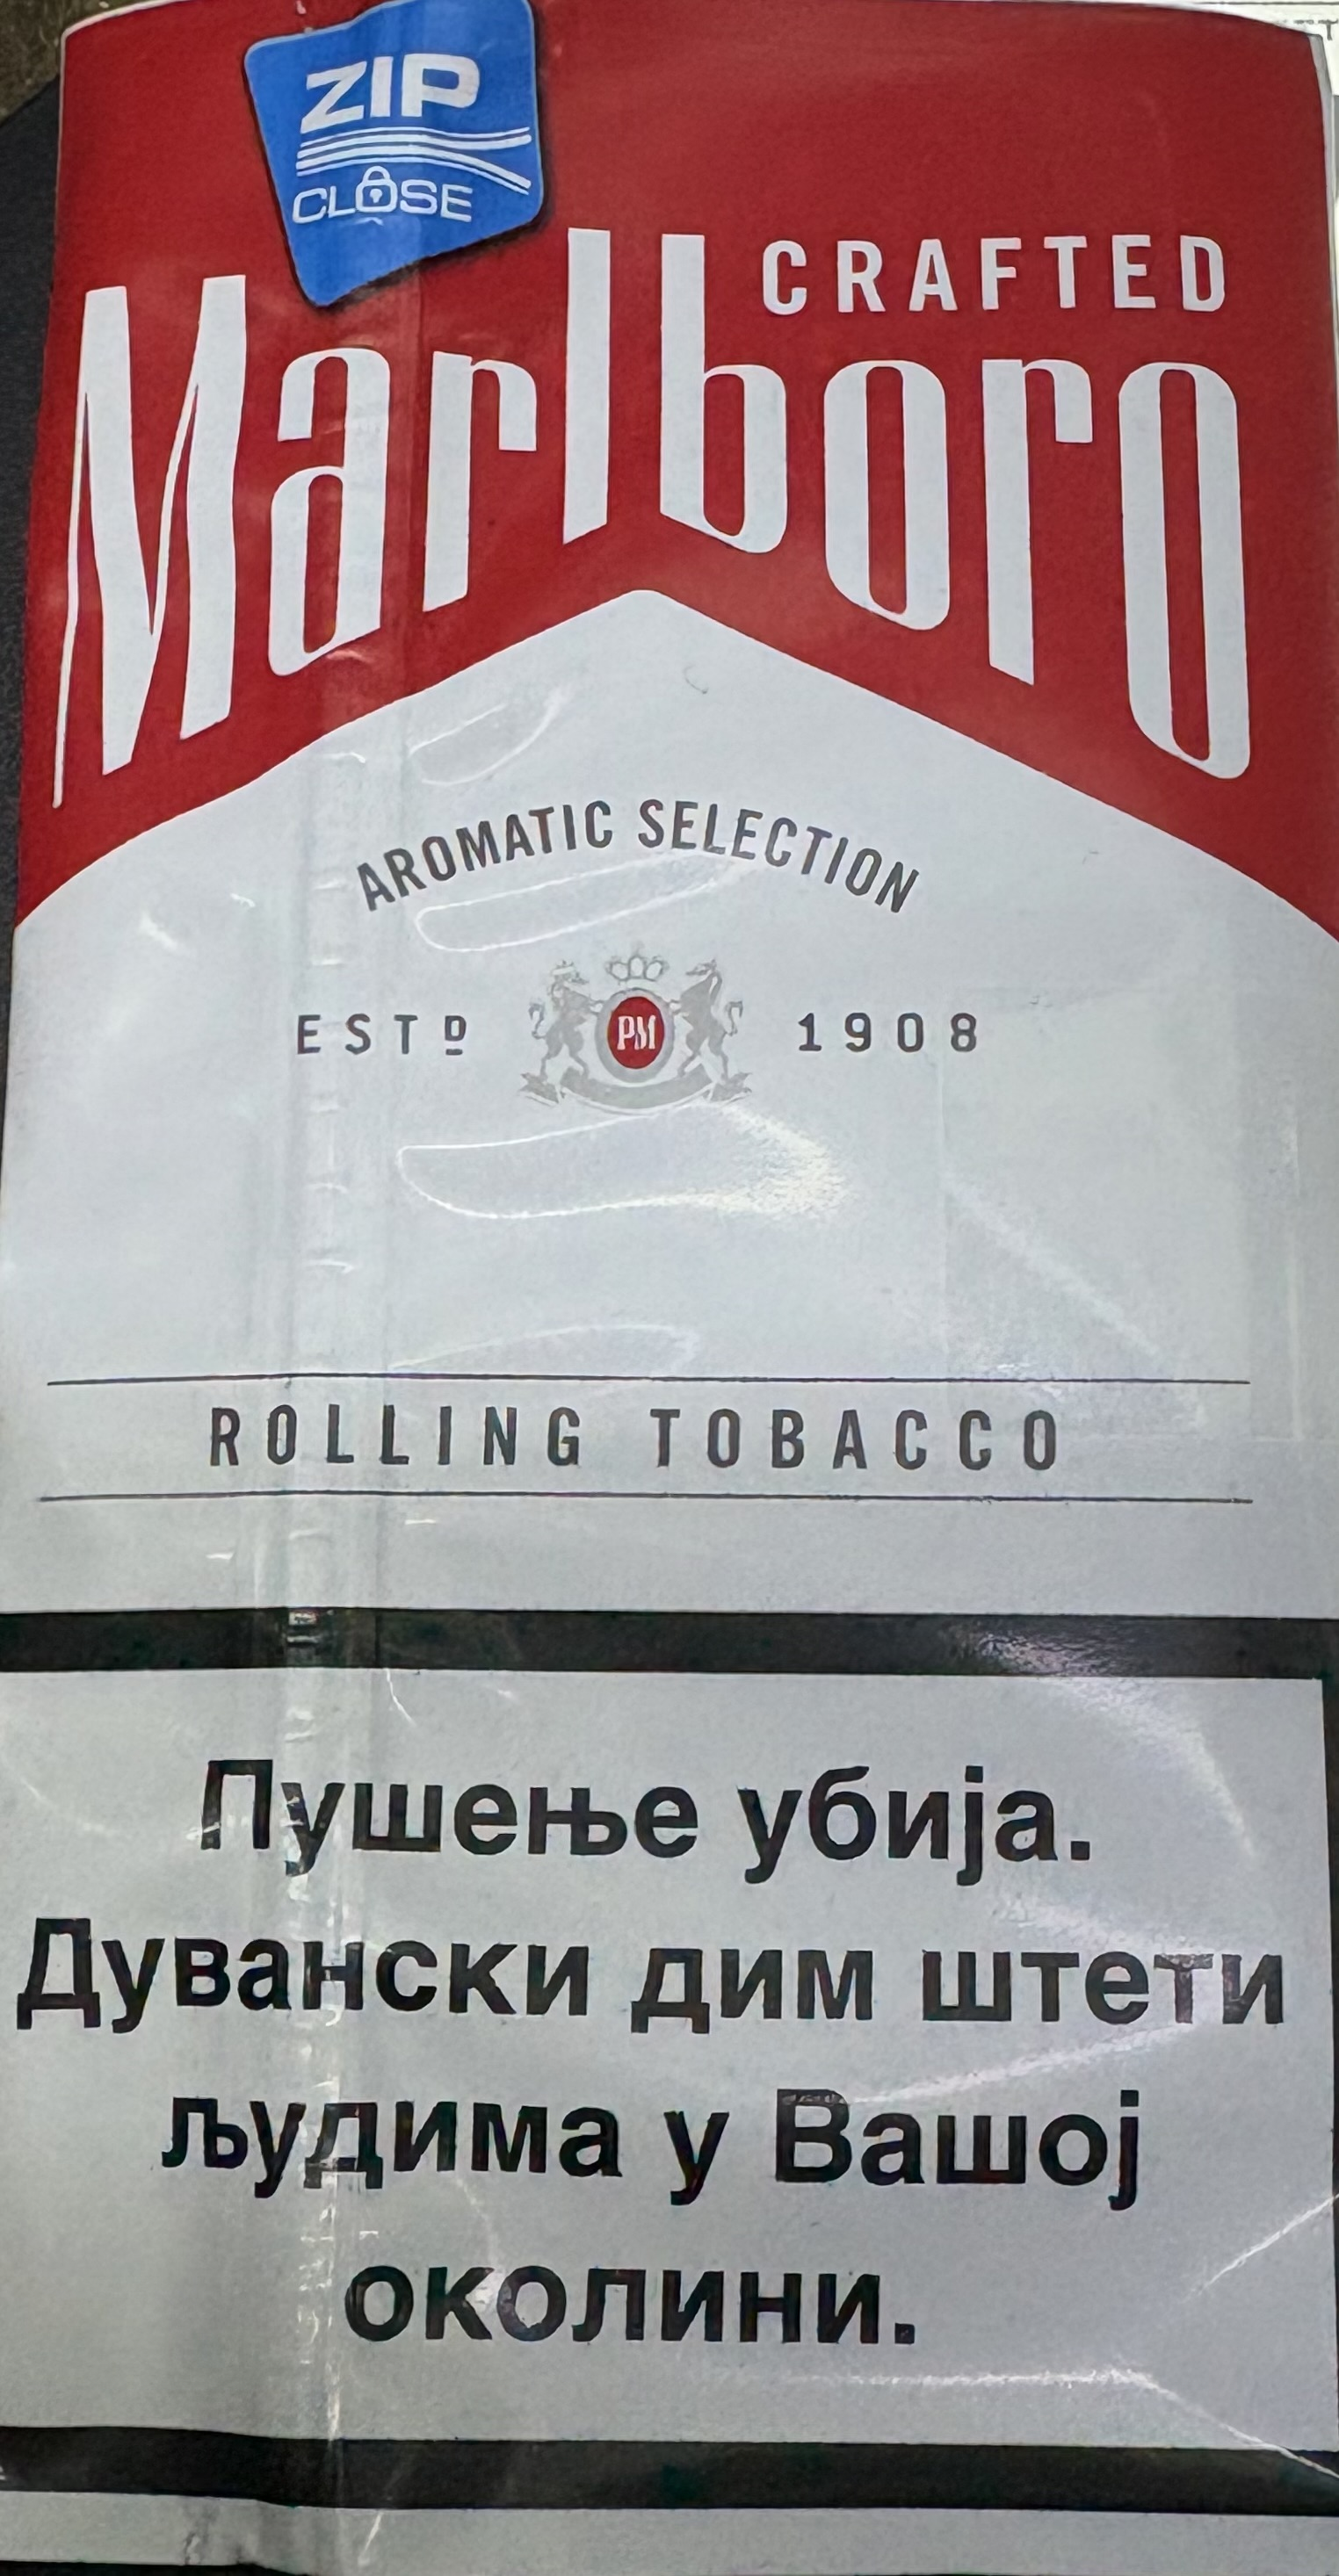 ZIP
CLOSE
CRAFTED
Marlboro
AROMATIC SELECTION
ESTD PM 1908
ROLLING TOBACCO
Пушење убија.
Дувански дим штети
људима у Вашој
околини.